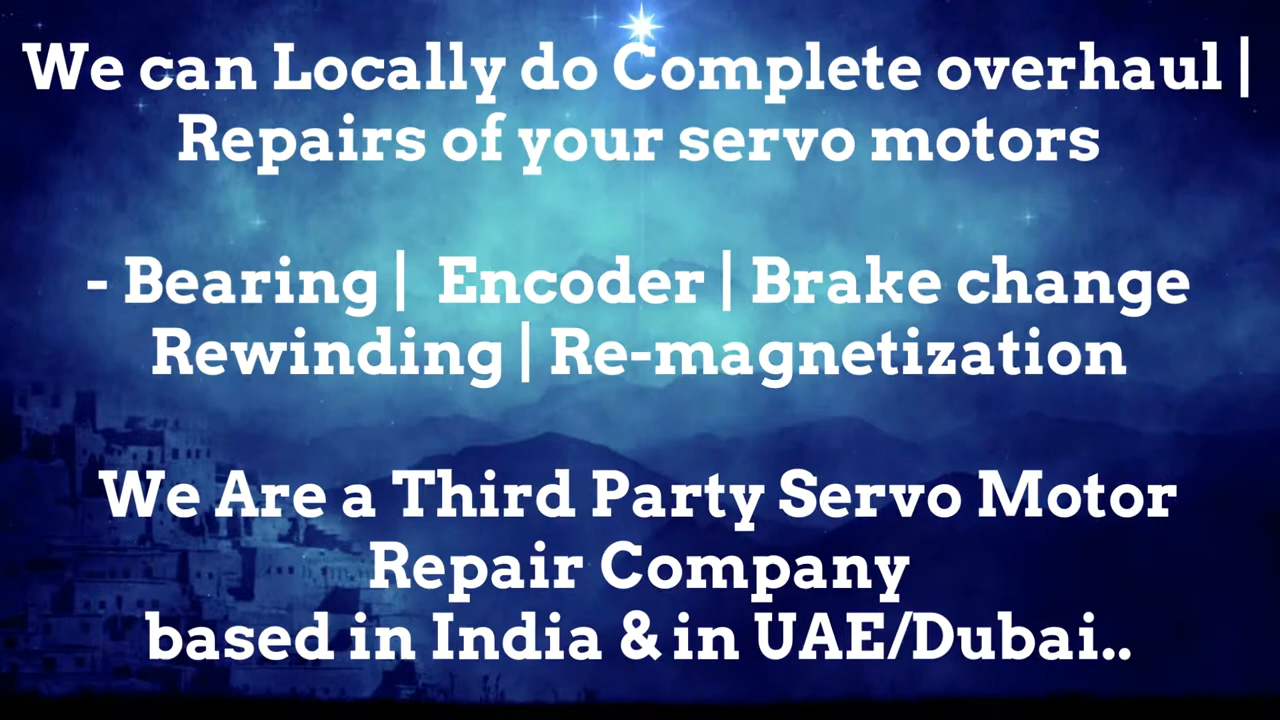 We can Locally do Complete overhaul |
Repairs of your servo motors
- Bearing | Encoder | Brake change
Rewinding | Re-magnetization
We Are a Third Party Servo Motor
Repair Company
based in India & in UAE/Dubai..